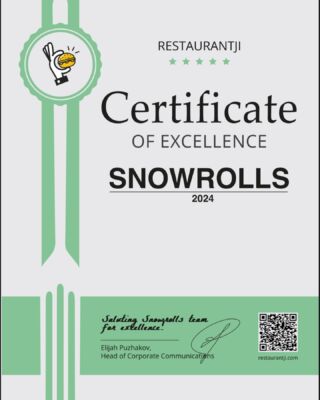 RESTAURANTJI
Certificate
OF EXCELLENCE
SNOWROLLS
2024
Saluting Snowrolls team
for excellence!
Elijah Puzhakov,
Head of Corporate Communications
restaurantji.com